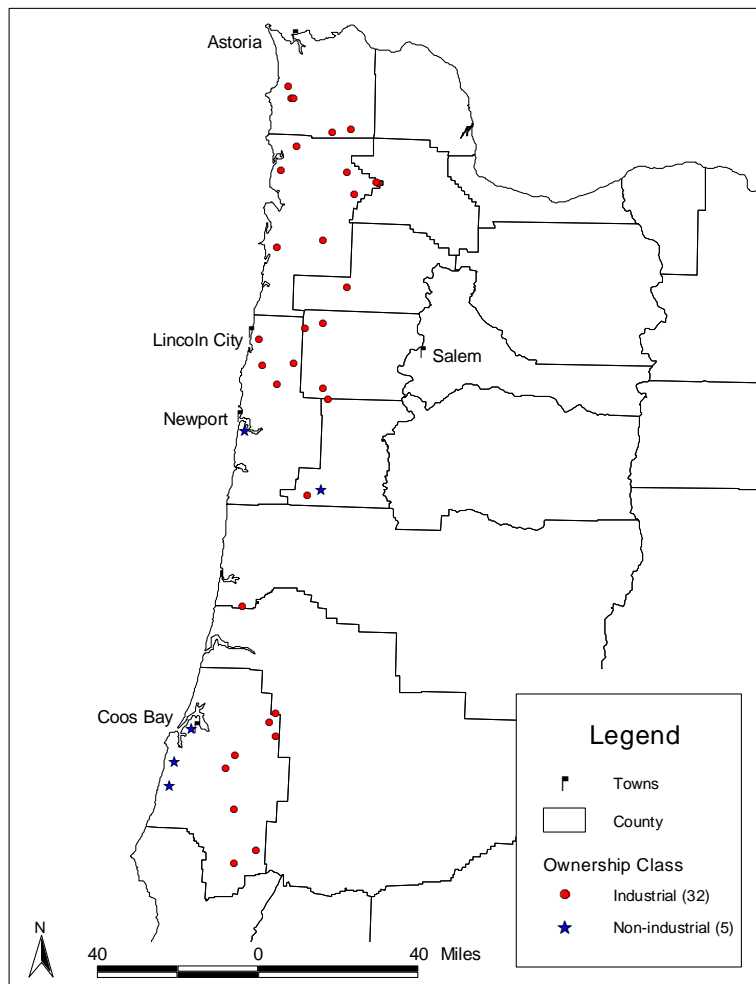 Astoria
Lincoln City
Salem
Newport
Coos Bay
Legend
Towns
County
Ownership Class
Industrial (32)
Non-industrial (5)
N
40 0 40 Miles